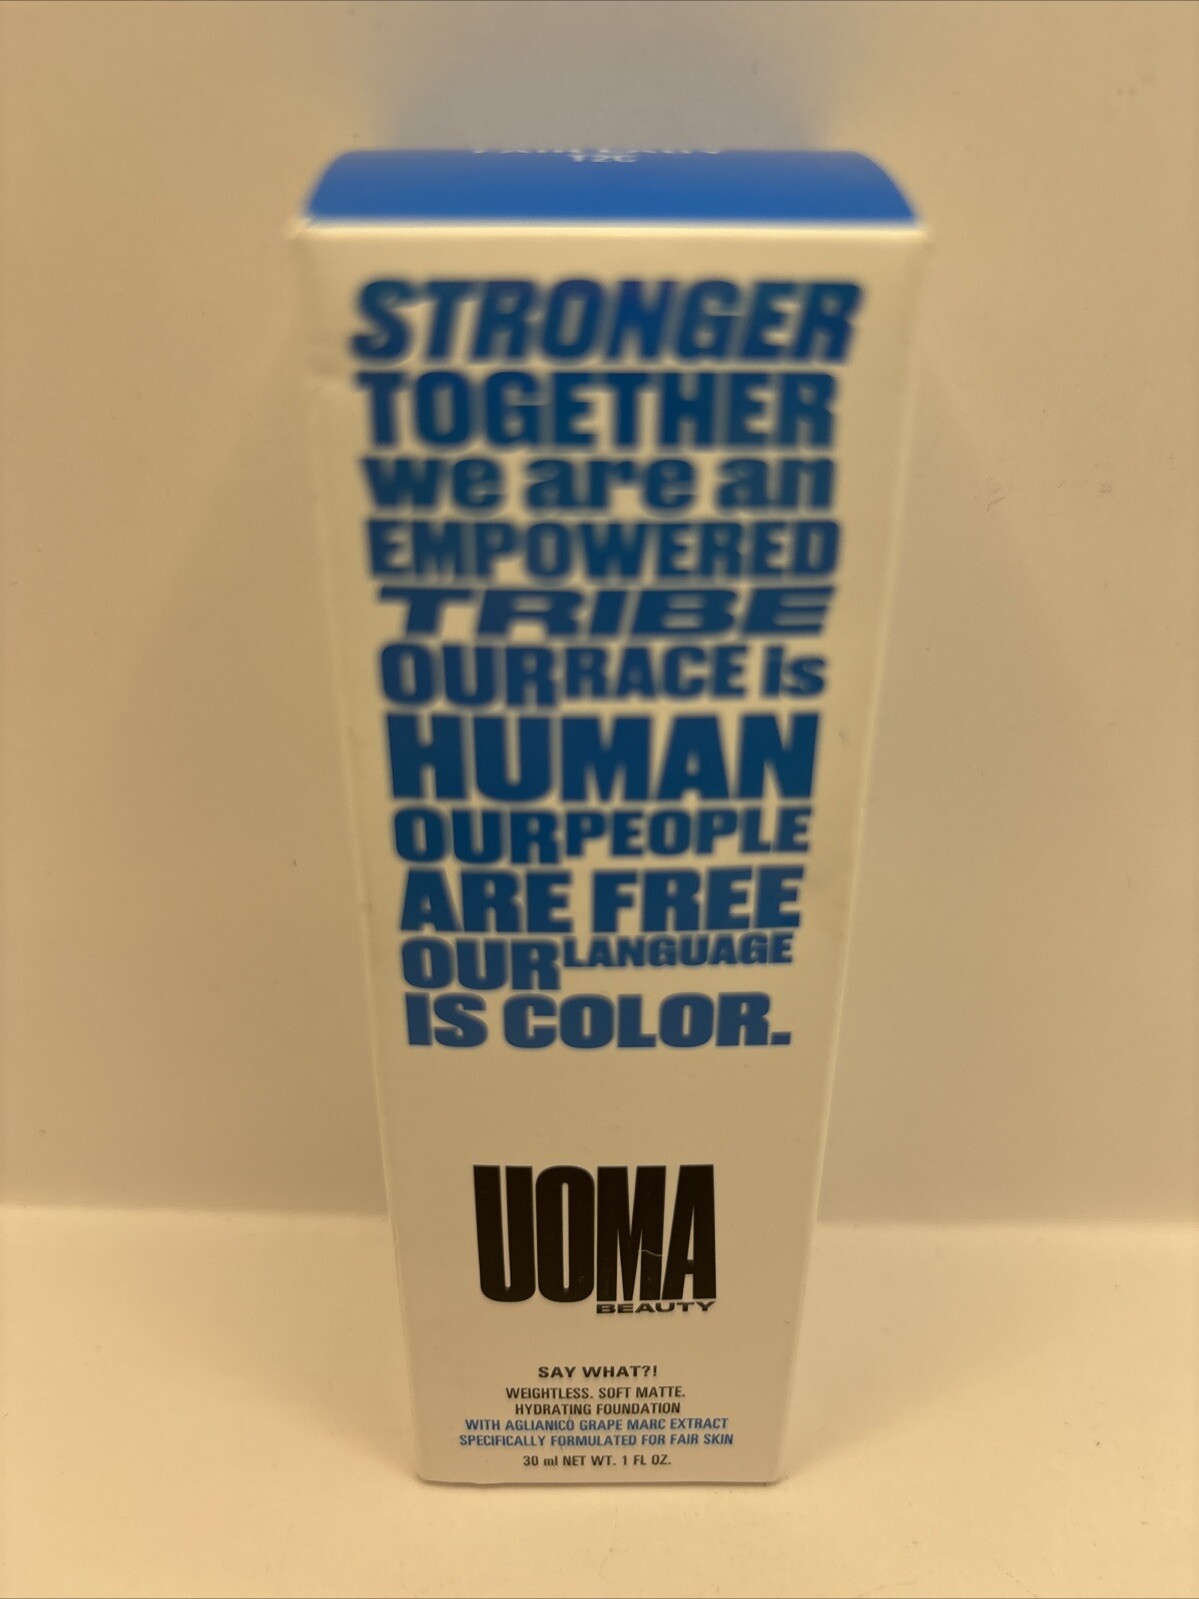 T2C
STRONGER
TOGETHER
we are an
EMPOWERED
TRIBE
OUR RACE is
HUMAN
OUR PEOPLE
ARE FREE
OUR LANGUAGE
IS COLOR.
UOMA
BEAUTY
SAY WHAT?!
WEIGHTLESS. SOFT MATTE.
HYDRATING FOUNDATION
WITH AGLIANICO GRAPE MARC EXTRACT
SPECIFICALLY FORMULATED FOR FAIR SKIN
30 ml NET WT. 1 FL OZ.